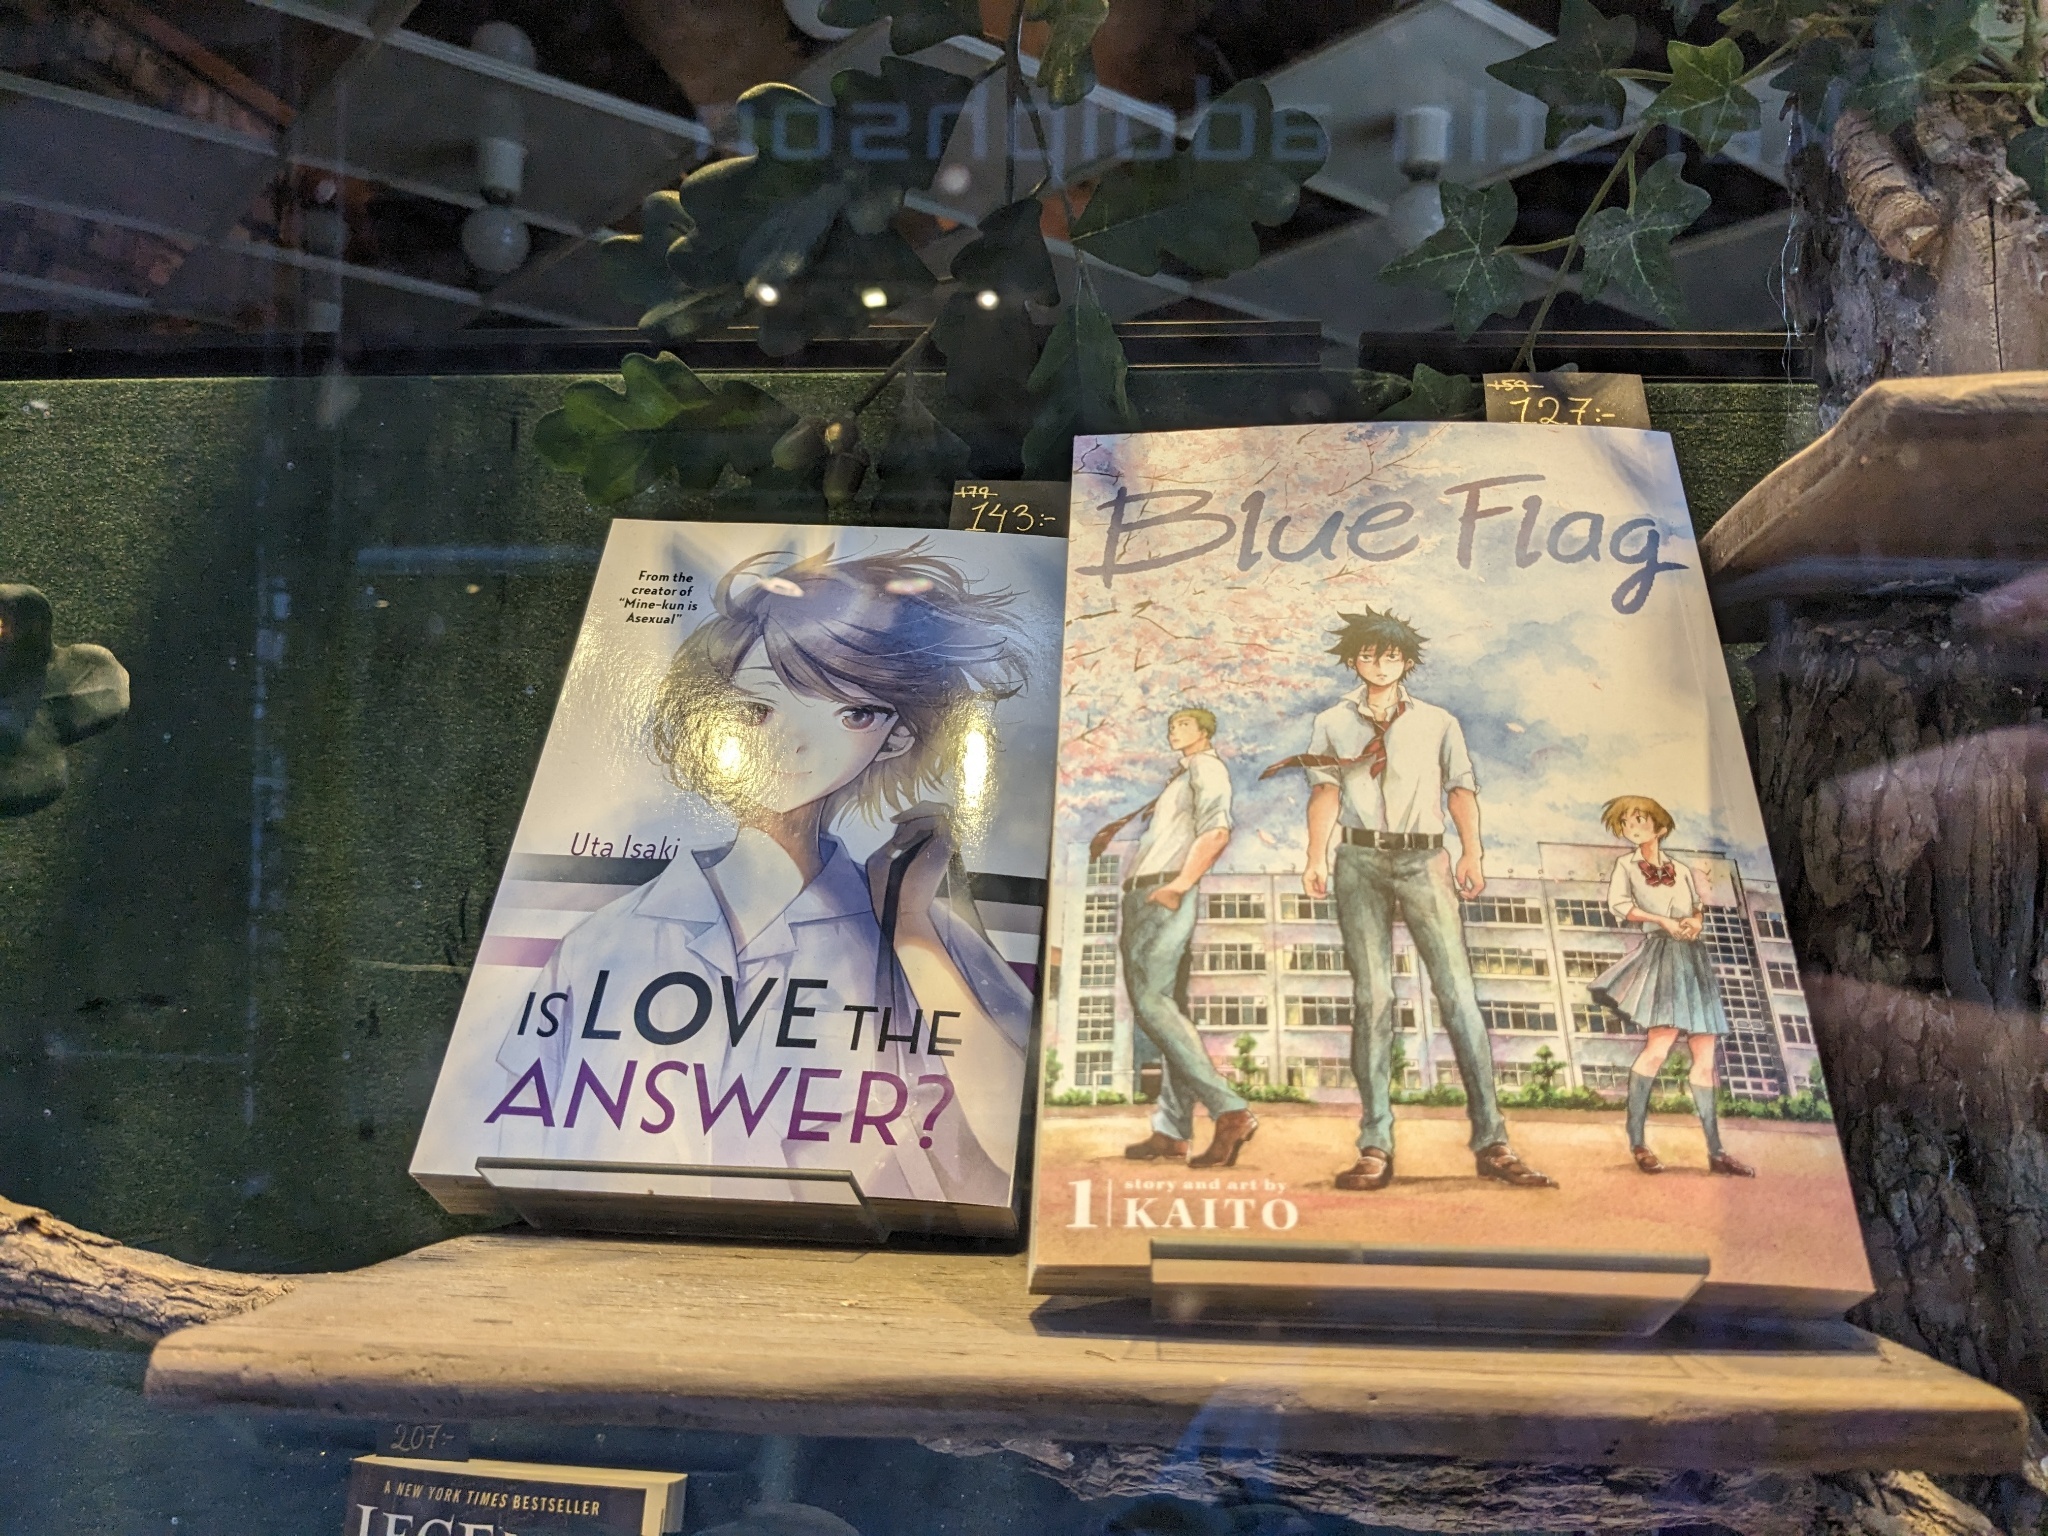 159
127:-
179
143:-
Blue Flag
From the
creator of
"Mine-kun is
Asexual"
Uta Isaki
IS LOVE THE
ANSWER?
1
story and art by
KAITO
207:-
A NEW YORK TIMES BESTSELLER